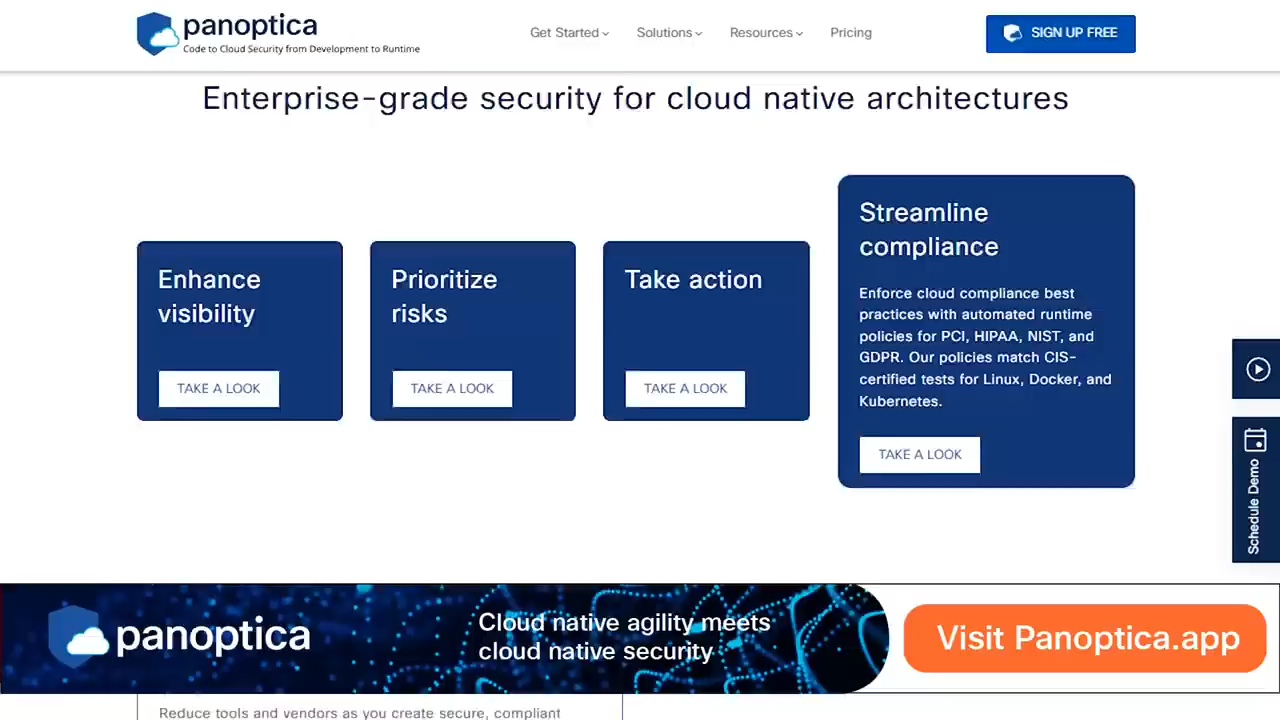 panoptica
Code to Cloud Security from Development to Runtime
Get Started
Solutions
Resources
Pricing
SIGN UP FREE
Enterprise-grade security for cloud native architectures
Enhance
visibility
TAKE A LOOK
Prioritize
risks
TAKE A LOOK
Take action
TAKE A LOOK
Streamline
compliance
Enforce cloud compliance best
practices with automated runtime
policies for PCI, HIPAA, NIST, and
GDPR. Our policies match CIS-
certified tests for Linux, Docker, and
Kubernetes.
TAKE A LOOK
Schedule Demo
panoptica
Cloud native agility meets
cloud native security
Visit Panoptica.app
Reduce tools and vendors as you create secure, compliant